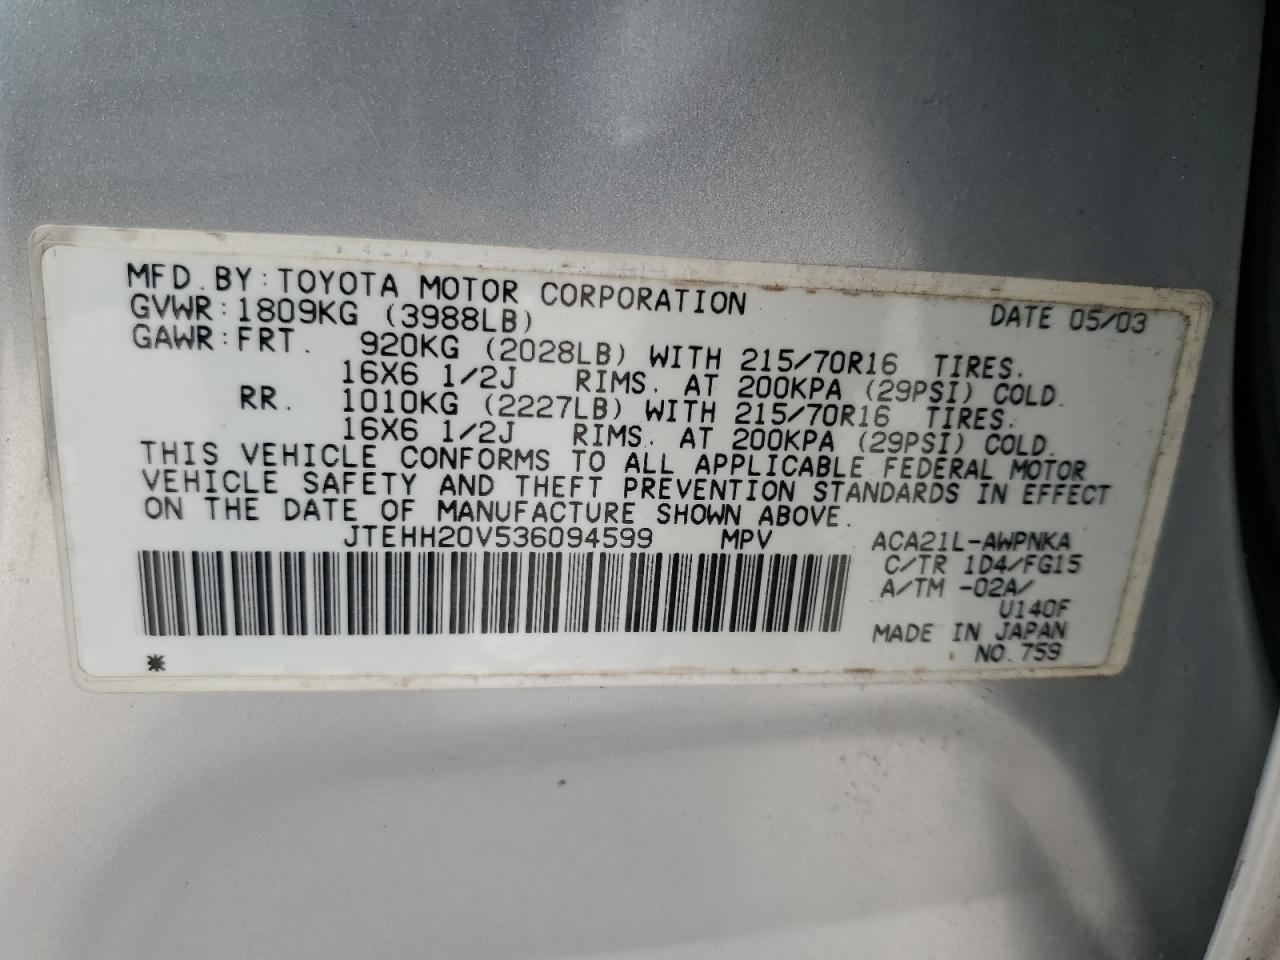 MFD. BY: TOYOTA MOTOR CORPORATION DATE 05/03
GVWR: 1809KG (3988LB)
GAWR: FRT. 920KG (2028LB) WITH 215/70R16 TIRES.
16X6 1/2J RIMS. AT 200KPA (29PSI) COLD.
RR. 1010KG (2227LB) WITH 215/70R16 TIRES.
16X6 1/2J RIMS. AT 200KPA (29PSI) COLD.
THIS VEHICLE CONFORMS TO ALL APPLICABLE FEDERAL MOTOR
VEHICLE SAFETY AND THEFT PREVENTION STANDARDS IN EFFECT
ON THE DATE OF MANUFACTURE SHOWN ABOVE.
JTEHH20V536094599 MPV ACA21L-AWPNKA
C/TR 1D4/FG15
A/TM -02A/
U140F
MADE IN JAPAN
* NO. 759